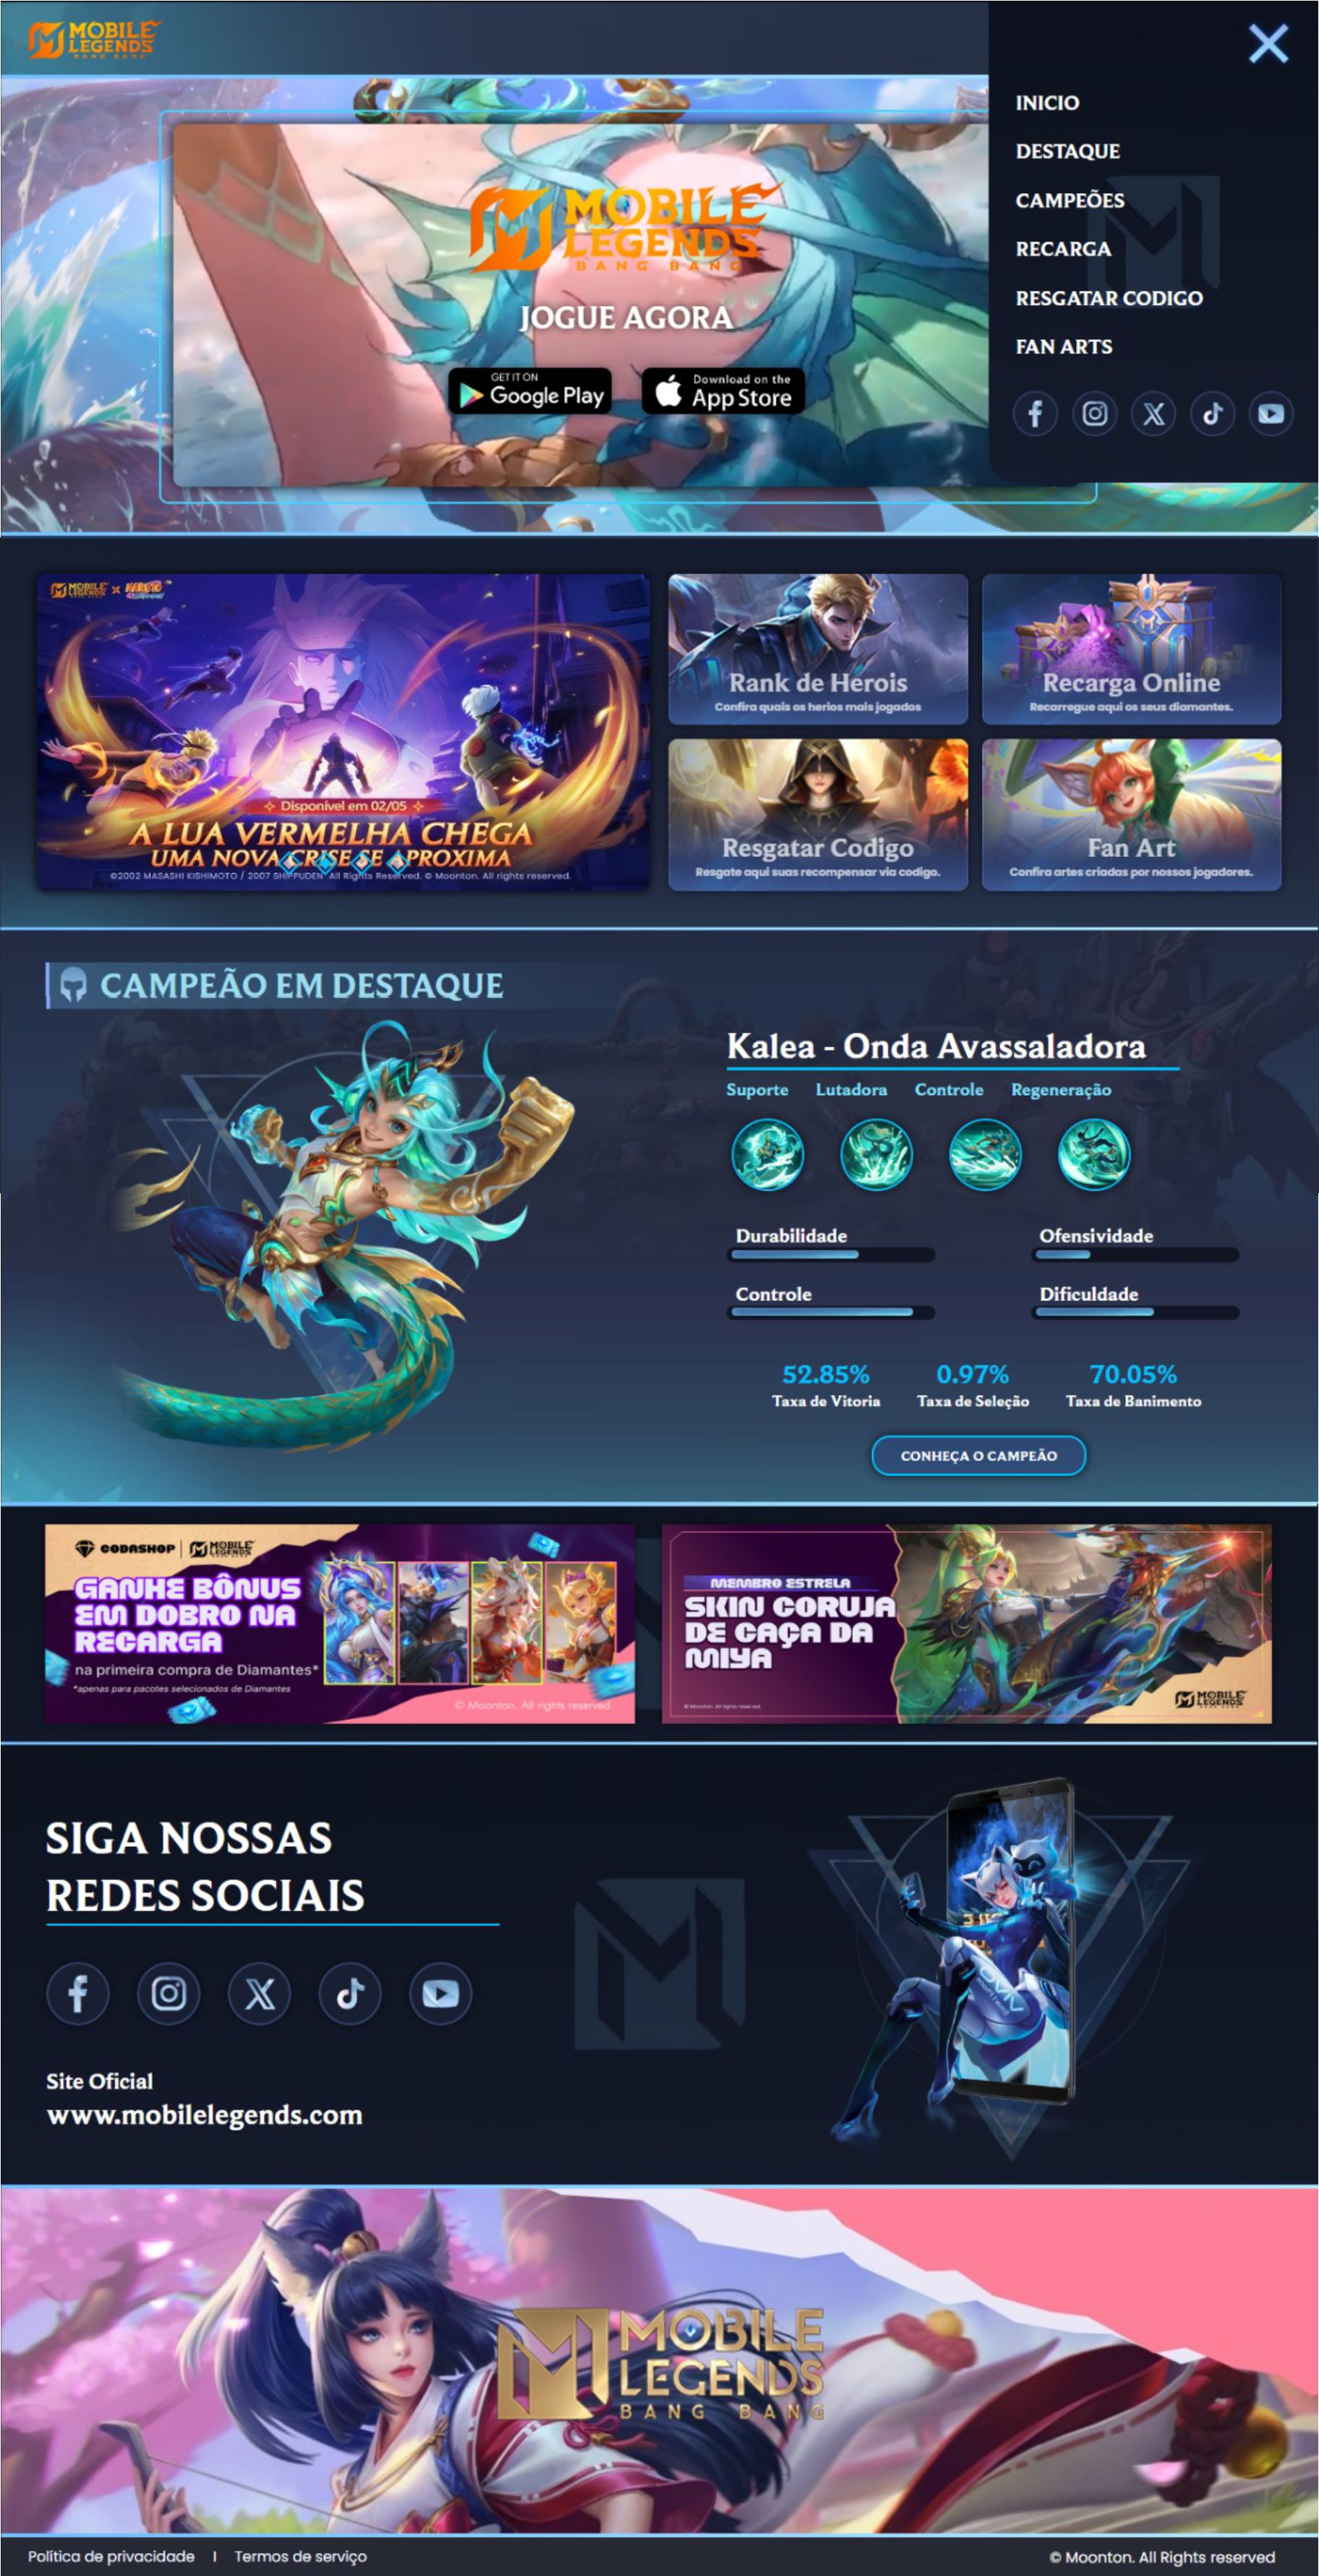 MOBILE
LEGENDS
BANG BANG
INICIO
DESTAQUE
CAMPEÕES
RECARGA
RESGATAR CODIGO
FAN ARTS
MOBILE
LEGENDS
BANG BANG
JOGUE AGORA
GET IT ON
Google Play
Download on the
App Store
MOBILE
LEGENDS
X
NARUTO
Disponível em 02/05
A LUA VERMELHA CHEGA
UMA NOVA CRISE SE APROXIMA
©2002 MASASHI KISHIMOTO / 2007 SHIPPUDEN All Rights Reserved. © Moonton. All rights reserved.
Rank de Herois
Confira quais os herios mais jogados
Recarga Online
Recarregue aqui os seus diamantes.
Resgatar Codigo
Resgate aqui suas recompensar via codigo.
Fan Art
Confira artes criadas por nossos jogadores.
CAMPEÃO EM DESTAQUE
Kalea - Onda Avassaladora
Suporte Lutadora Controle Regeneração
Durabilidade
Ofensividade
Controle
Dificuldade
52.85% 0.97% 70.05%
Taxa de Vitoria Taxa de Seleção Taxa de Banimento
CONHEÇA O CAMPEÃO
CODASHOP
MOBILE
LEGENDS
GANHE BÔNUS
EM DOBRO NA
RECARGA
na primeira compra de Diamantes*
*apenas para pacotes selecionados de Diamantes
© Moonton. All rights reserved.
MEMBRO ESTRELA
SKIN CORUJA
DE CAÇA DA
MIYA
© Moonton. All rights reserved.
MOBILE
LEGENDS
SIGA NOSSAS
REDES SOCIAIS
Site Oficial
www.mobilelegends.com
MOBILE
LEGENDS
BANG BANG
Política de privacidade | Termos de serviço
© Moonton. All Rights reserved